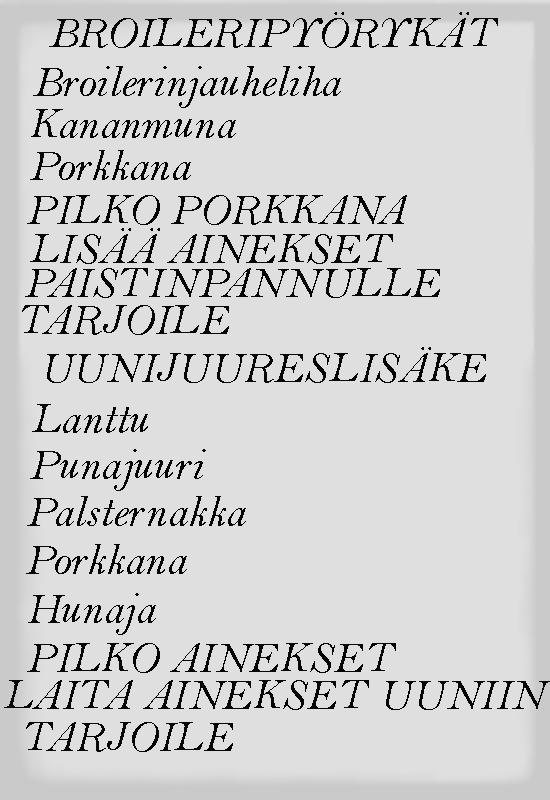 BROILERIPYÖRYKÄT
Broilerinjauheliha
Kananmuna
Porkkana
PILKO PORKKANA
LISÄÄ AINEKSET
PAISTINPANNULLE
TARJOILE
UUNIJUURESLISÄKE
Lanttu
Punajuuri
Palsternakka
Porkkana
Hunaja
PILKO AINEKSET
LAITA AINEKSET UUNIIN
TARJOILE